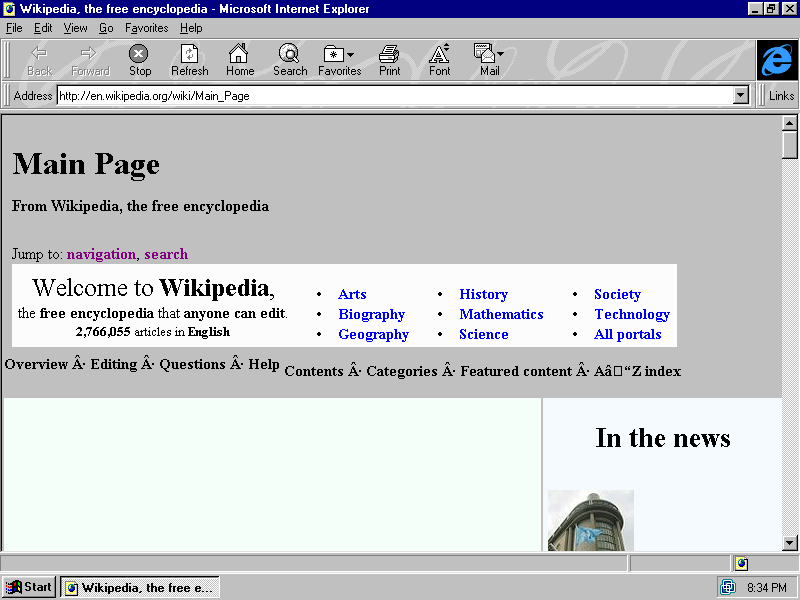 Wikipedia, the free encyclopedia - Microsoft Internet Explorer
File Edit View Go Favorites Help
Back Forward Stop Refresh Home Search Favorites Print Font Mail
Address http://en.wikipedia.org/wiki/Main_Page Links
Main Page
From Wikipedia, the free encyclopedia
Jump to: navigation, search
Welcome to Wikipedia,
the free encyclopedia that anyone can edit.
2,766,055 articles in English
• Arts • History • Society
• Biography • Mathematics • Technology
• Geography • Science • All portals
Overview Â· Editing Â· Questions Â· Help
Contents Â· Categories Â· Featured content Â· Aâ□“Z index
In the news
Start Wikipedia, the free e... 8:34 PM